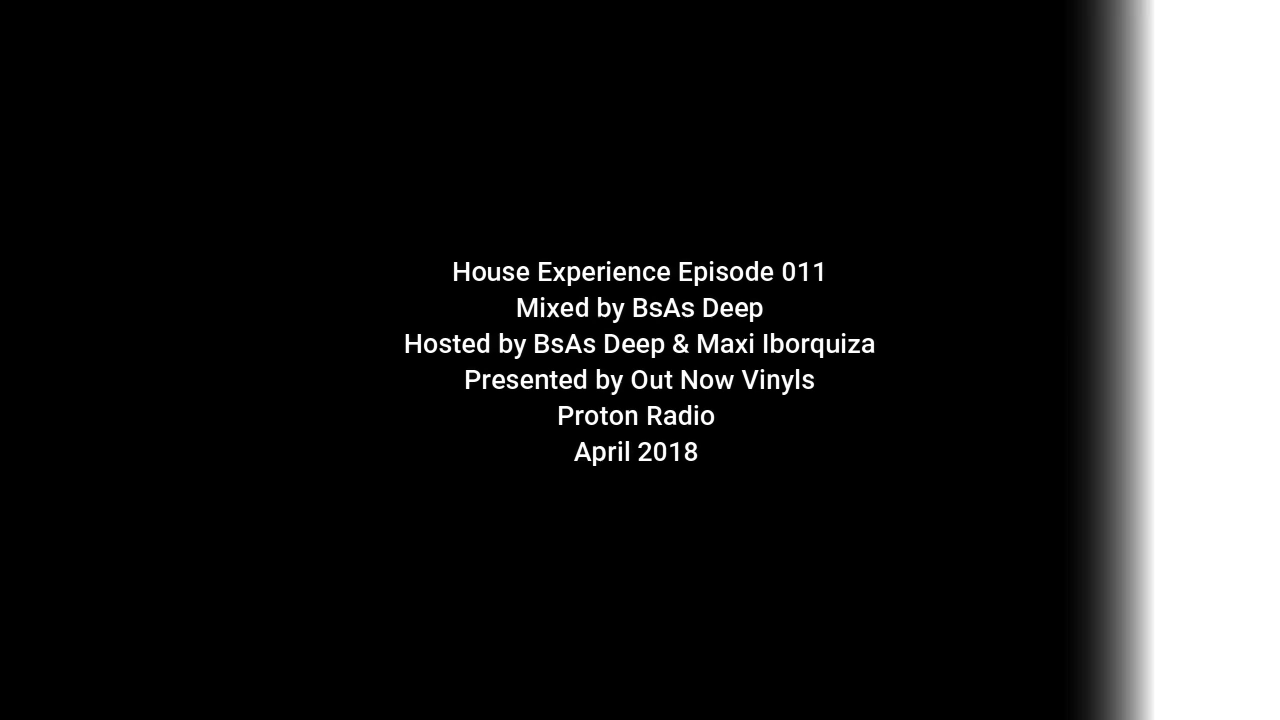 House Experience Episode 011
Mixed by BsAs Deep
Hosted by BsAs Deep & Maxi Iborquiza
Presented by Out Now Vinyls
Proton Radio
April 2018